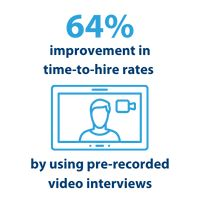 64%
improvement in
time-to-hire rates
by using pre-recorded
video interviews